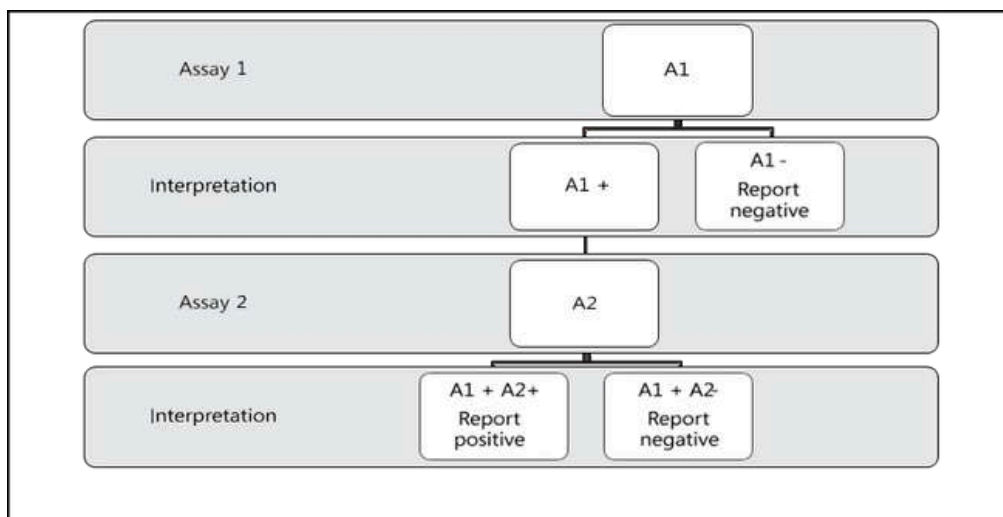 Assay 1
A1
Interpretation
A1 +
A1 -
Report
negative
Assay 2
A2
Interpretation
A1 + A2+
Report
positive
A1 + A2-
Report
negative